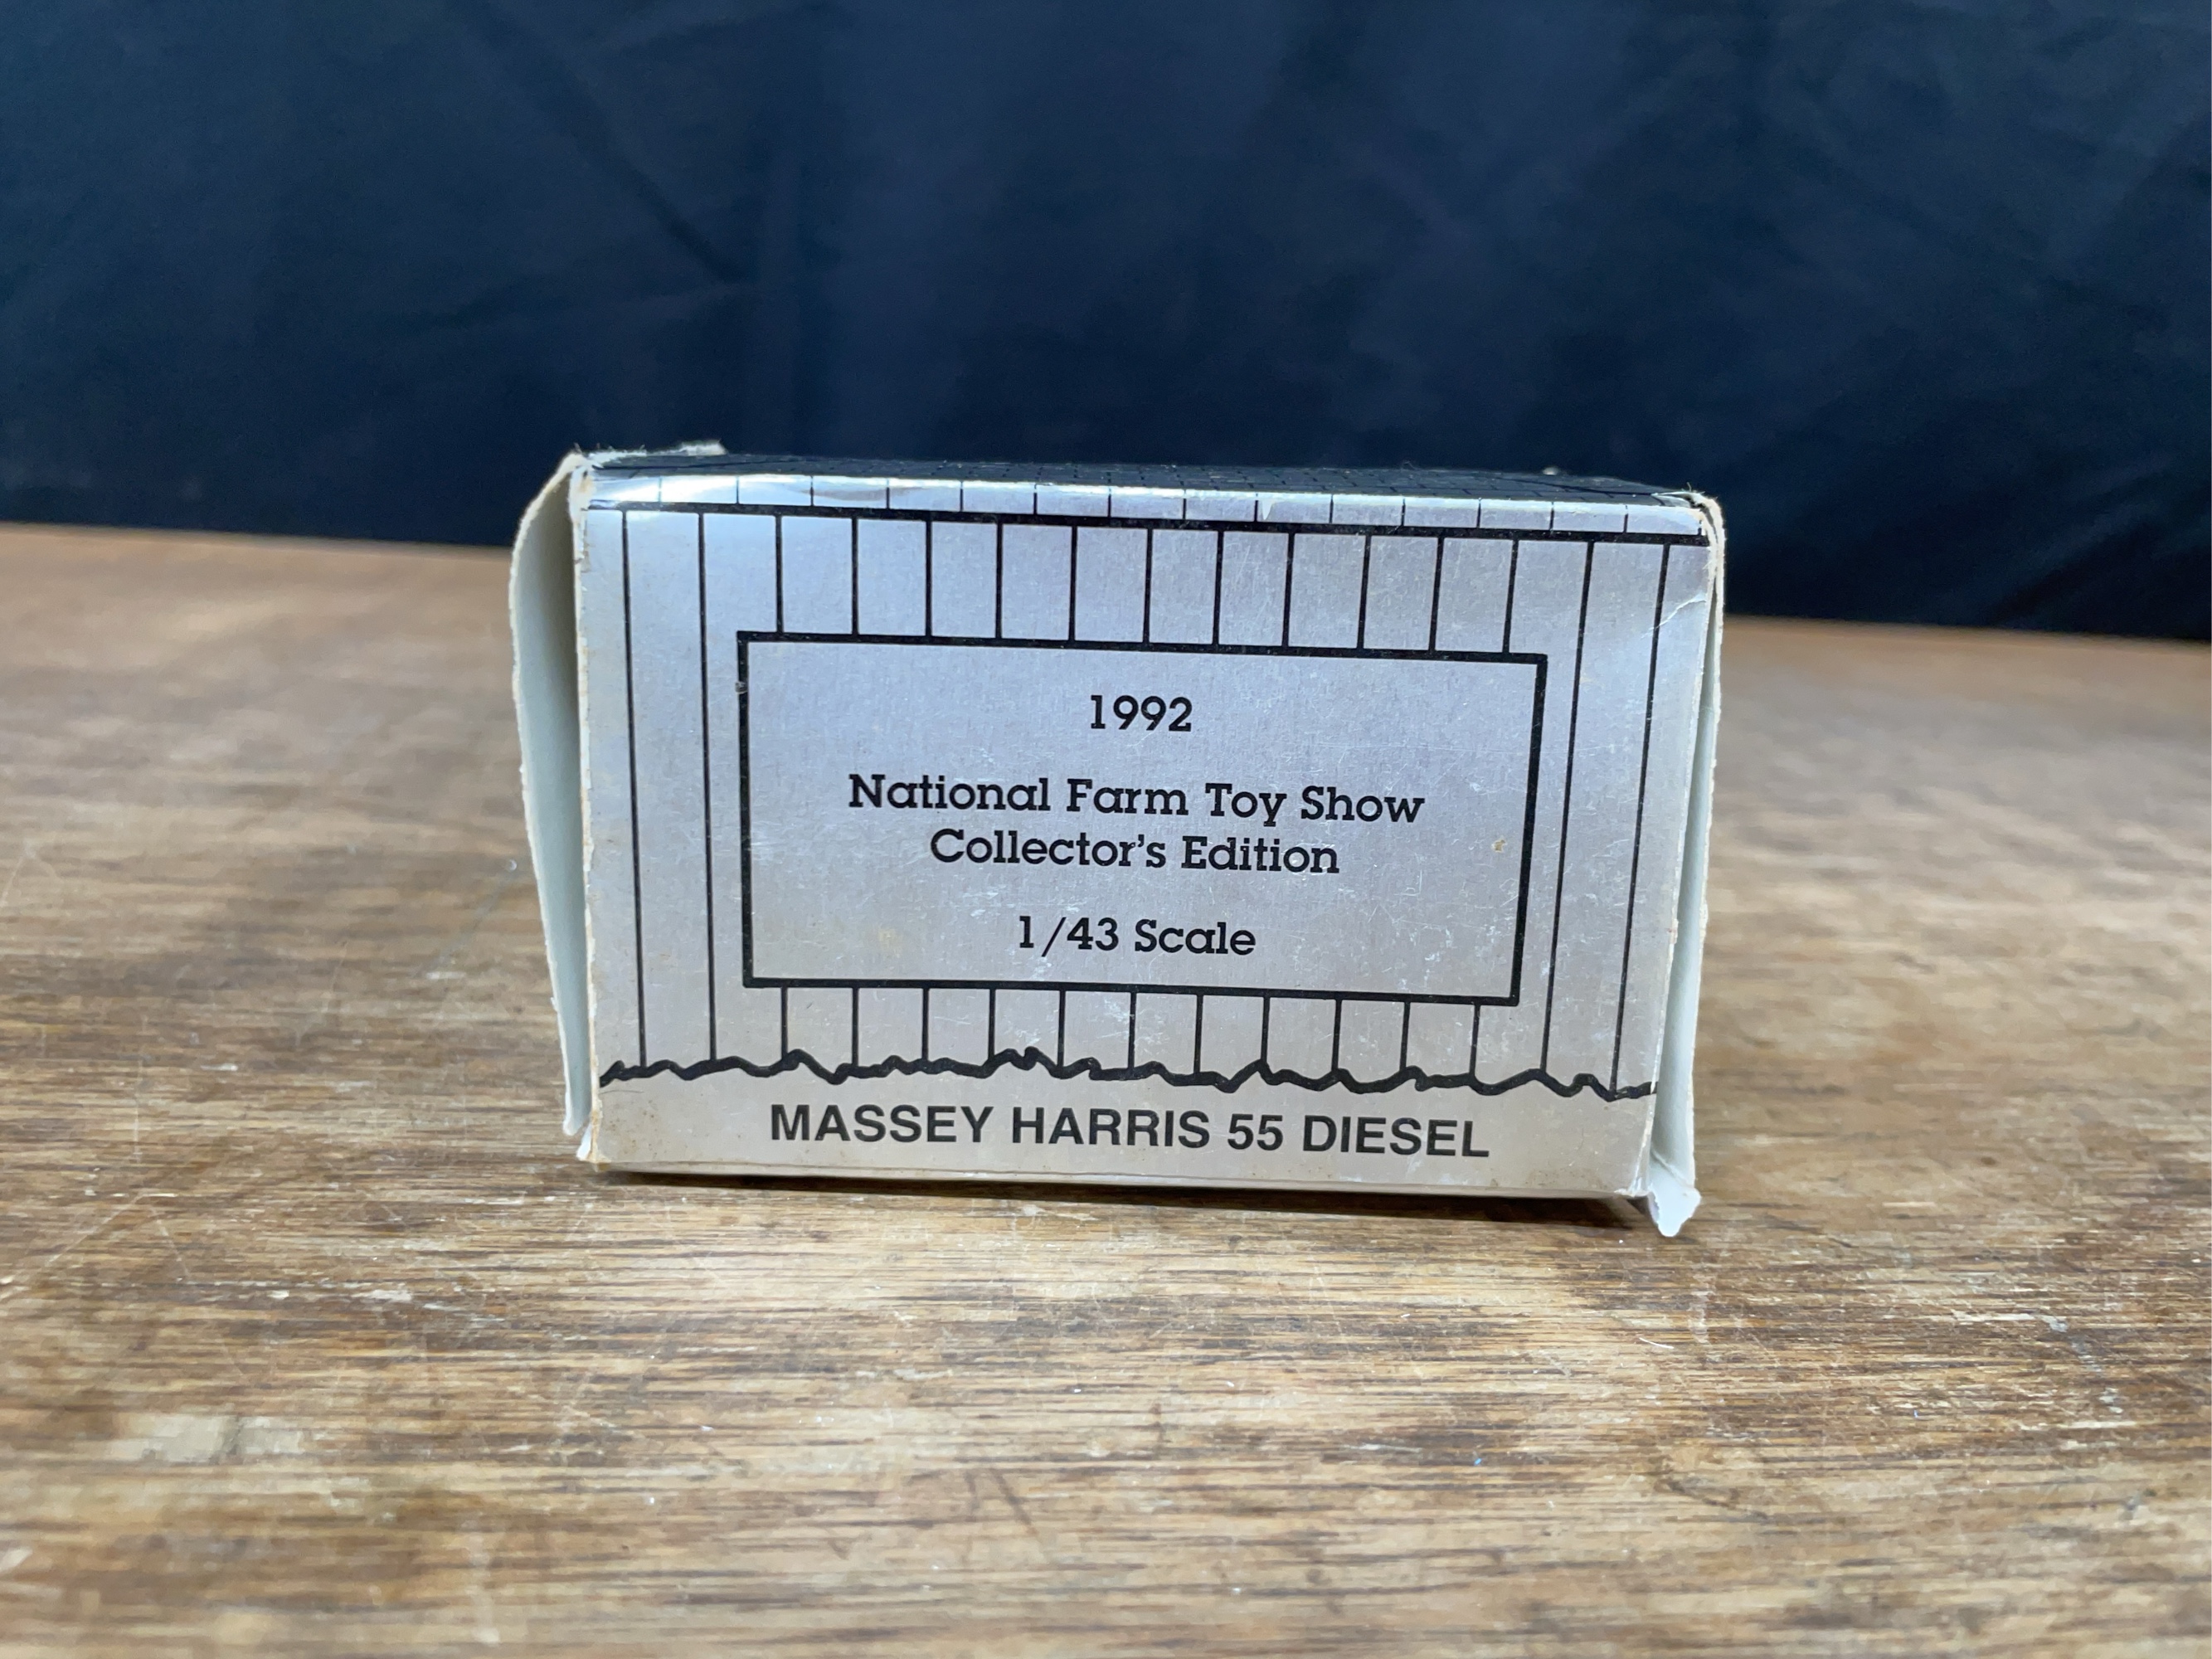 1992
National Farm Toy Show
Collector's Edition
1/43 Scale
MASSEY HARRIS 55 DIESEL